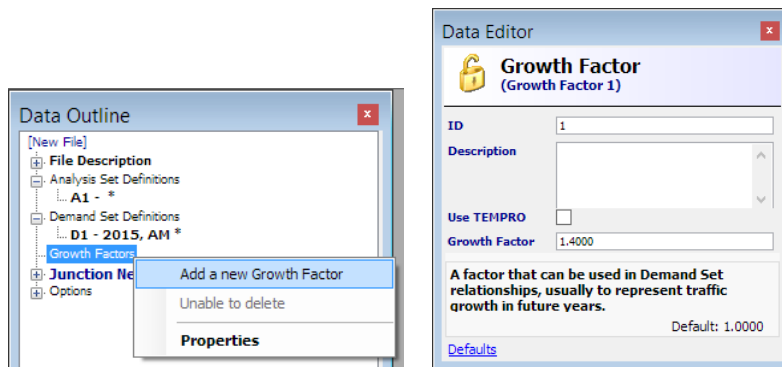 Data Outline
x
[New File]
File Description
Analysis Set Definitions
A1 - *
Demand Set Definitions
D1 - 2015, AM *
Growth Factors
Junction Ne
Options
Add a new Growth Factor
Unable to delete
Properties
Data Editor
x
Growth Factor
(Growth Factor 1)
ID 1
Description
Use TEMPRO
Growth Factor 1.4000
A factor that can be used in Demand Set
relationships, usually to represent traffic
growth in future years.
Default: 1.0000
Defaults